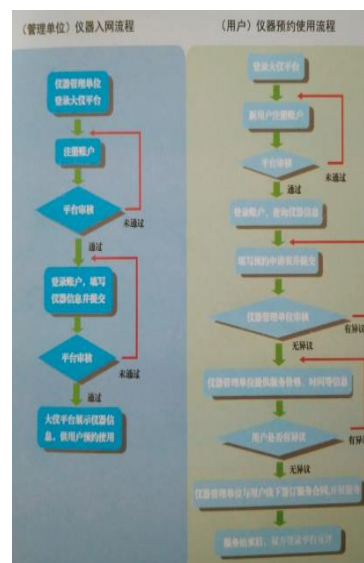 （管理单位）仪器入网流程
仪器管理单位
登录大仪平台
注册账户
平台审核
未通过
通过
登录账户，填写
仪器信息并提交
平台审核
未通过
通过
大仪平台展示仪器信
息，供用户预约使用
（用户）仪器预约使用流程
登录大仪平台
新用户注册账户
平台审核
未通过
通过
登录账户，查询仪器信息
填写预约申请表并提交
仪器管理单位审核
有异议
无异议
仪器管理单位提供服务价格、时间等信息
用户是否有异议
有异议
无异议
仪器管理单位与用户线下签订服务合同,开展服务
服务结束后，双方登录平台互评